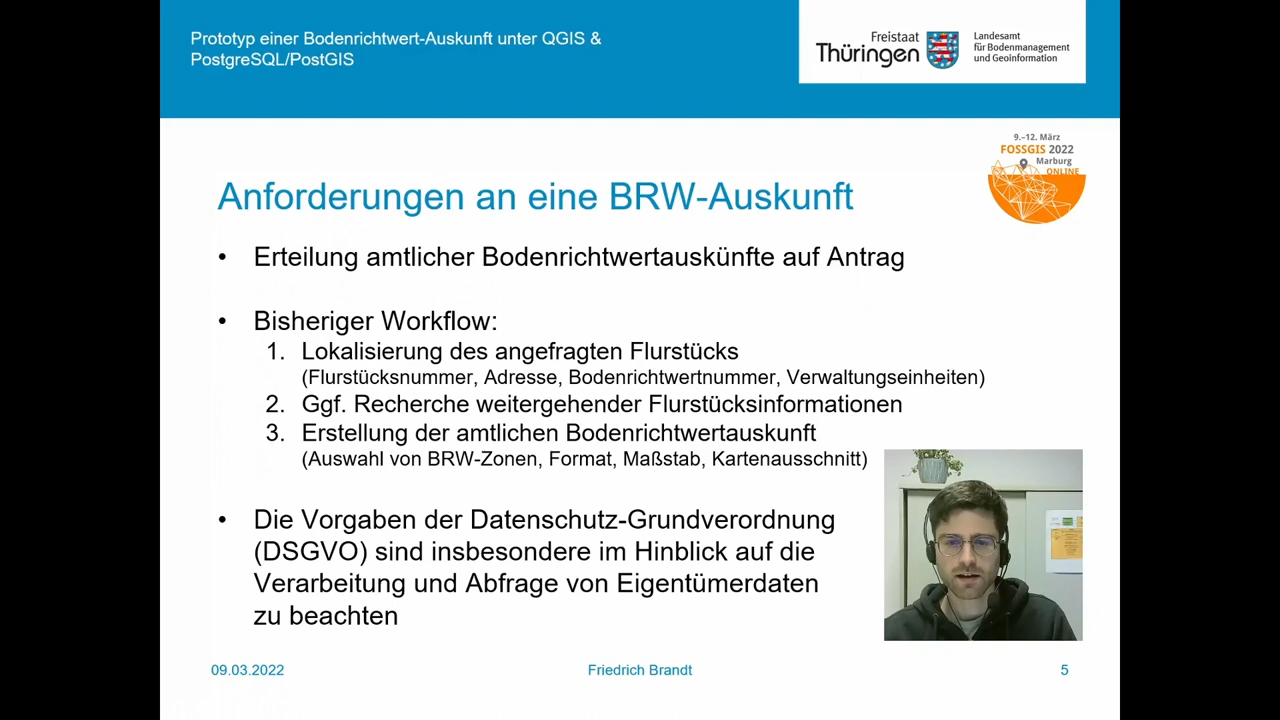 Prototyp einer Bodenrichtwert-Auskunft unter QGIS &
PostgreSQL/PostGIS
Freistaat
Thüringen
Landesamt
für Bodenmanagement
und Geoinformation
9.–12. März
FOSSGIS 2022
Marburg
ONLINE
Anforderungen an eine BRW-Auskunft
• Erteilung amtlicher Bodenrichtwertauskünfte auf Antrag
• Bisheriger Workflow:
1. Lokalisierung des angefragten Flurstücks
(Flurstücksnummer, Adresse, Bodenrichtwertnummer, Verwaltungseinheiten)
2. Ggf. Recherche weitergehender Flurstücksinformationen
3. Erstellung der amtlichen Bodenrichtwertauskunft
(Auswahl von BRW-Zonen, Format, Maßstab, Kartenausschnitt)
• Die Vorgaben der Datenschutz-Grundverordnung
(DSGVO) sind insbesondere im Hinblick auf die
Verarbeitung und Abfrage von Eigentümerdaten
zu beachten
09.03.2022
Friedrich Brandt
5